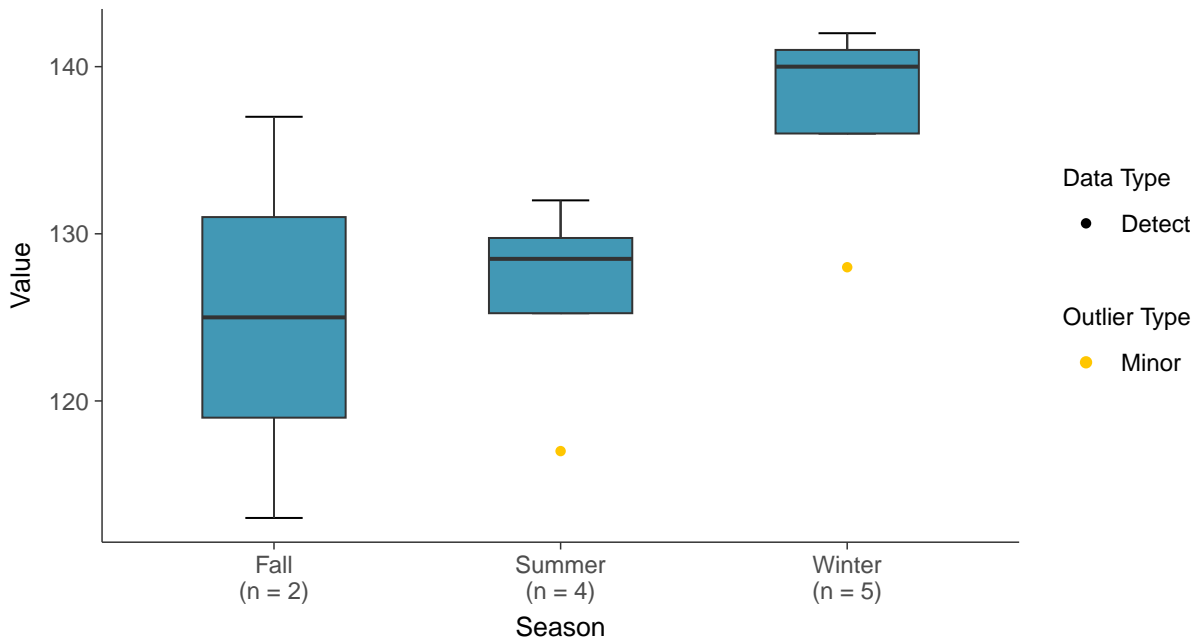 Value
140
130
120
Fall
(n = 2)
Summer
(n = 4)
Winter
(n = 5)
Season
Data Type
Detect
Outlier Type
Minor